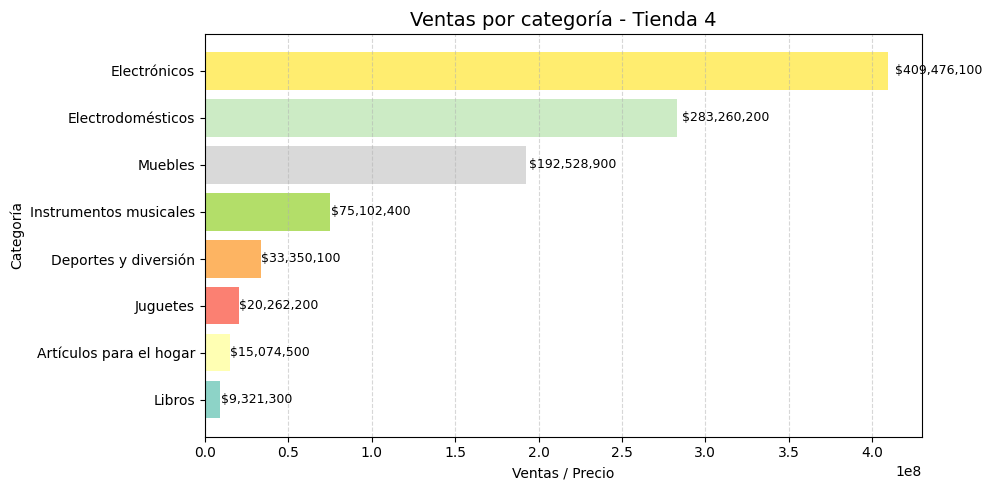 Ventas por categoría - Tienda 4
Categoría
Electrónicos $409,476,100
Electrodomésticos $283,260,200
Muebles $192,528,900
Instrumentos musicales $75,102,400
Deportes y diversión $33,350,100
Juguetes $20,262,200
Artículos para el hogar $15,074,500
Libros $9,321,300
0.0 0.5 1.0 1.5 2.0 2.5 3.0 3.5 4.0
1e8
Ventas / Precio